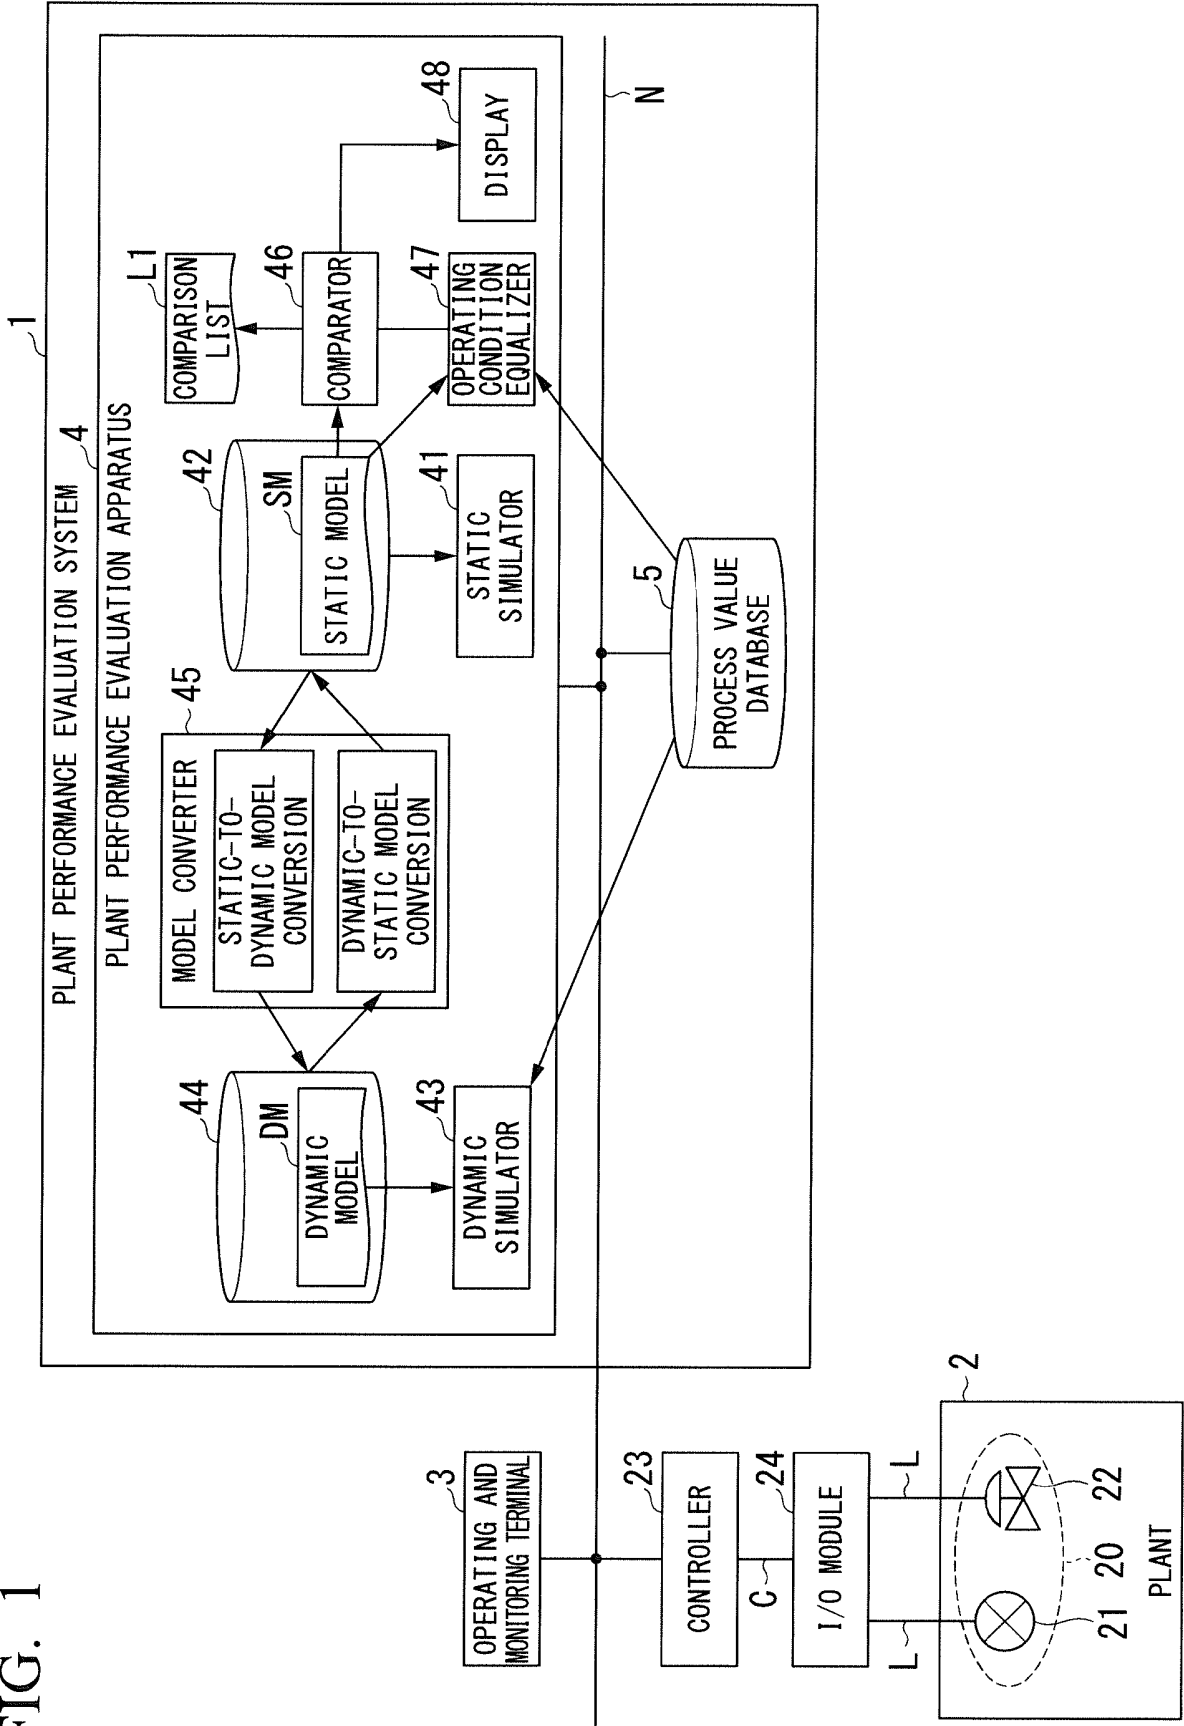 FIG. 1
1
PLANT PERFORMANCE EVALUATION SYSTEM
4
PLANT PERFORMANCE EVALUATION APPARATUS
44
DM
DYNAMIC
MODEL
43
DYNAMIC
SIMULATOR
45
MODEL CONVERTER
STATIC-TO-
DYNAMIC MODEL
CONVERSION
DYNAMIC-TO-
STATIC MODEL
CONVERSION
42
SM
STATIC MODEL
41
STATIC
SIMULATOR
L1
COMPARISON
LIST
46
COMPARATOR
47
OPERATING
CONDITION
EQUALIZER
48
DISPLAY
N
5
PROCESS VALUE
DATABASE
3
OPERATING AND
MONITORING TERMINAL
23
CONTROLLER
C
24
I/O MODULE
L
L
2
21
20
22
PLANT